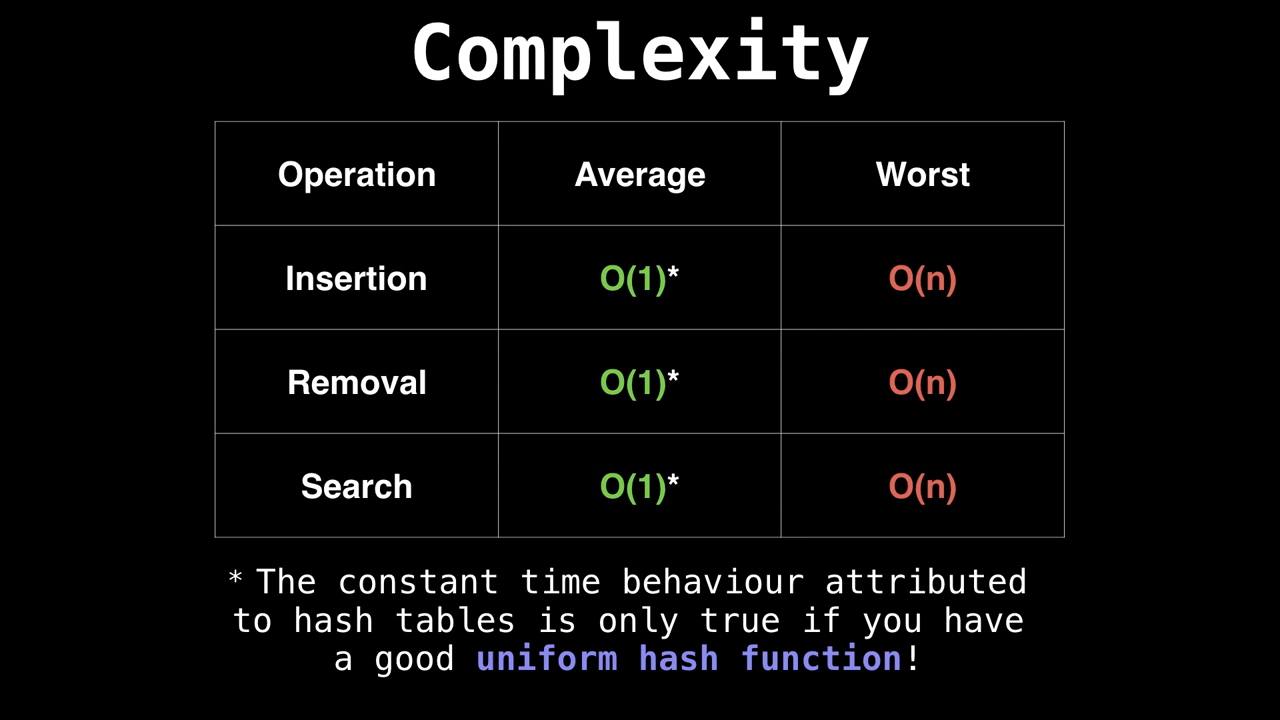 Complexity
Operation Average Worst
Insertion O(1)* O(n)
Removal O(1)* O(n)
Search O(1)* O(n)
* The constant time behaviour attributed
to hash tables is only true if you have
a good uniform hash function!